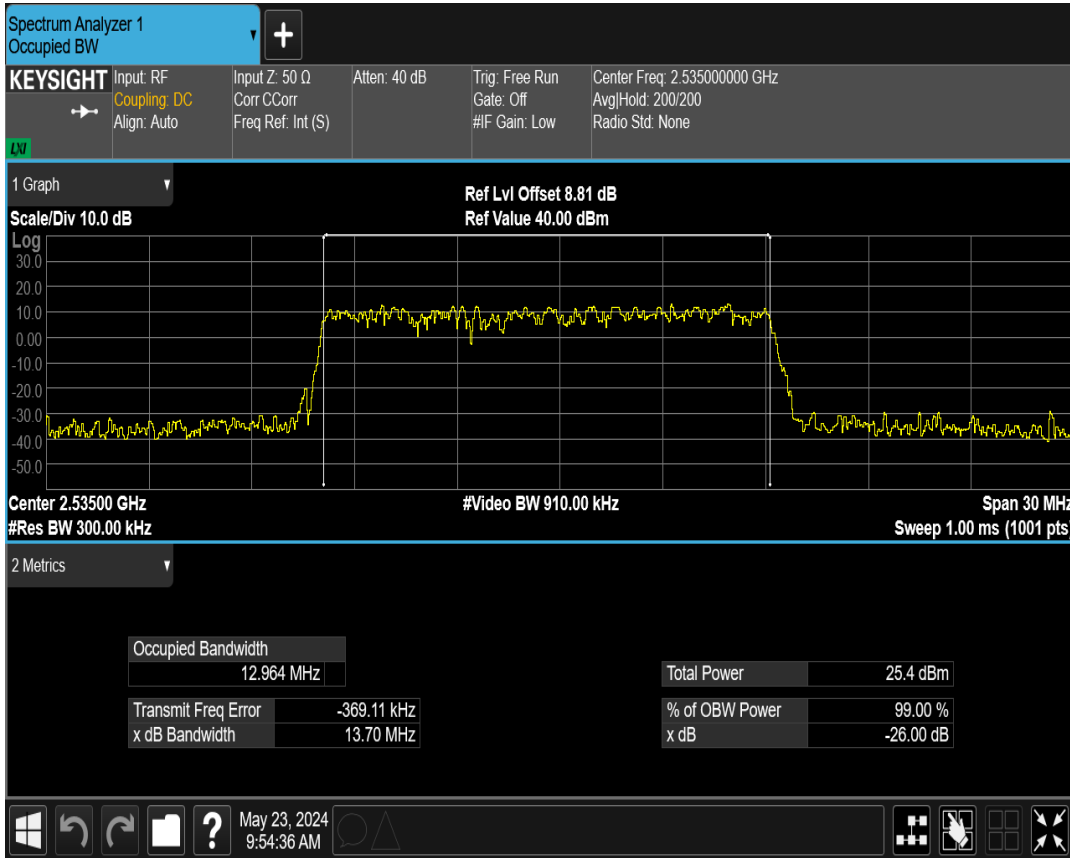 Spectrum Analyzer 1
Occupied BW
KEYSIGHT
LXI
Input: RF
Coupling: DC
Align: Auto
Input Z: 50 Ω
Corr CCorr
Freq Ref: Int (S)
Atten: 40 dB
Trig: Free Run
Gate: Off
#IF Gain: Low
Center Freq: 2.535000000 GHz
Avg|Hold: 200/200
Radio Std: None
1 Graph
Scale/Div 10.0 dB
Ref Lvl Offset 8.81 dB
Ref Value 40.00 dBm
Log
30.0
20.0
10.0
0.00
-10.0
-20.0
-30.0
-40.0
-50.0
Center 2.53500 GHz
#Video BW 910.00 kHz
Span 30 MHz
#Res BW 300.00 kHz
Sweep 1.00 ms (1001 pts)
2 Metrics
Occupied Bandwidth
12.964 MHz
Total Power 25.4 dBm
Transmit Freq Error -369.11 kHz
% of OBW Power 99.00 %
x dB Bandwidth 13.70 MHz
x dB -26.00 dB
?
May 23, 2024
9:54:36 AM